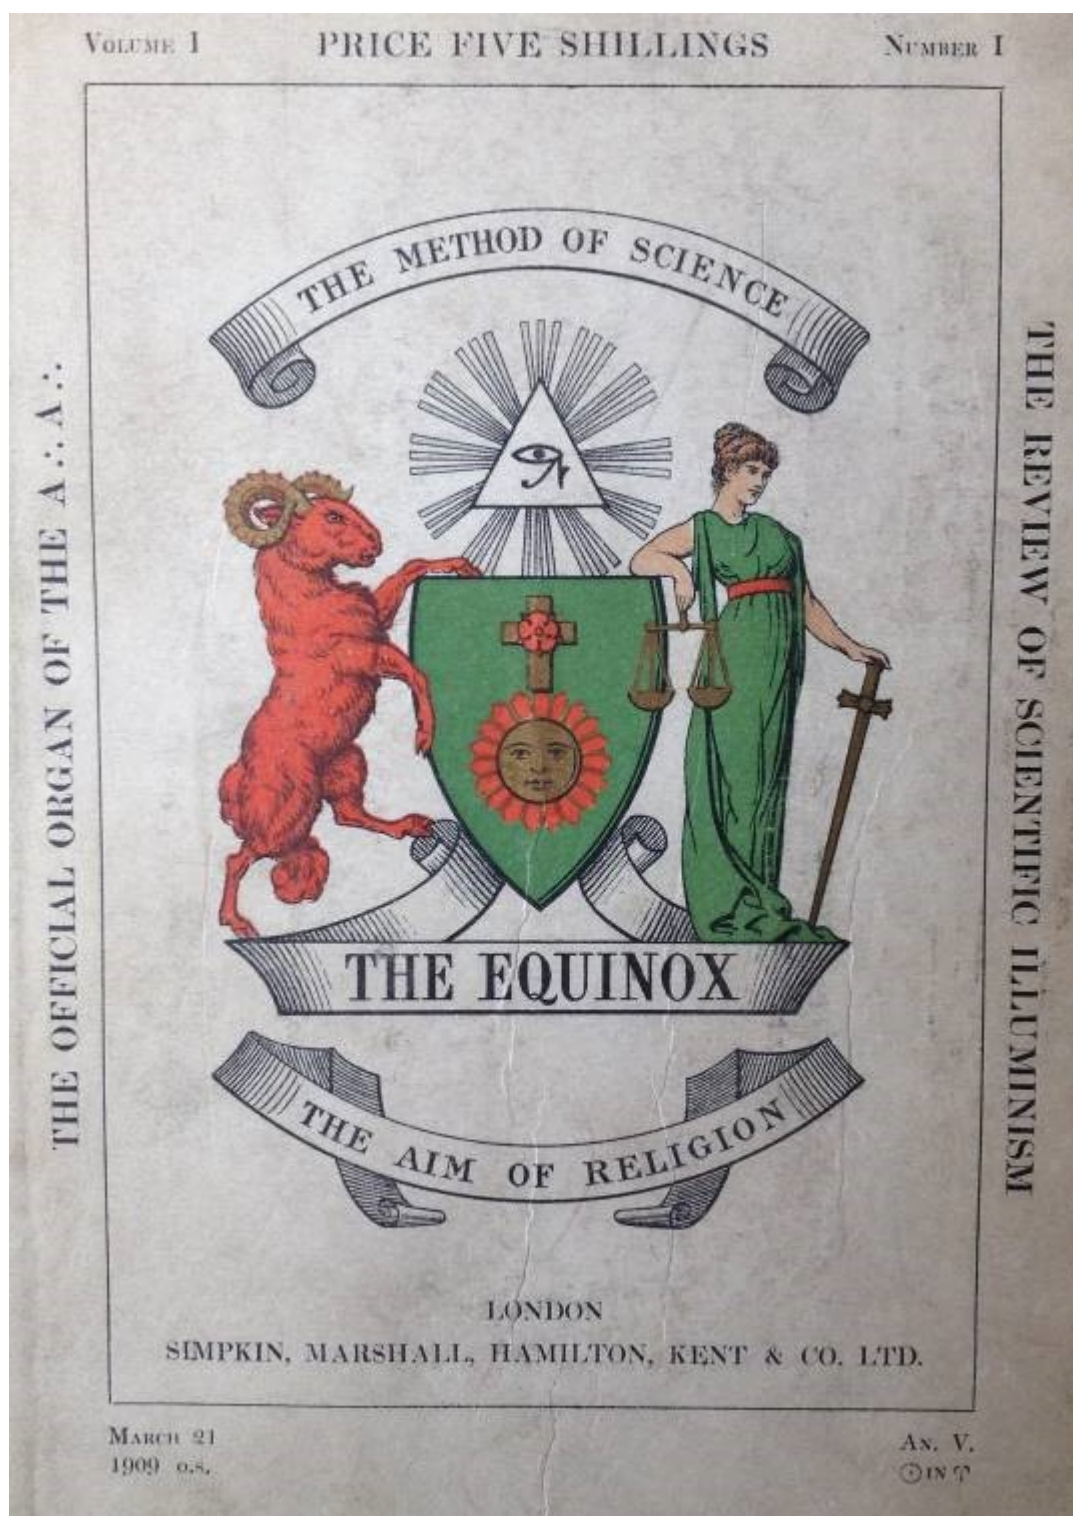 VOLUME I
PRICE FIVE SHILLINGS
NUMBER I
THE OFFICIAL ORGAN OF THE A∴ A∴
THE METHOD OF SCIENCE
THE EQUINOX
THE AIM OF RELIGION
THE REVIEW OF SCIENTIFIC ILLUMINISM
LONDON
SIMPKIN, MARSHALL, HAMILTON, KENT & CO. LTD.
MARCH 21
1909 O.S.
AN. V.
☉ IN ♈